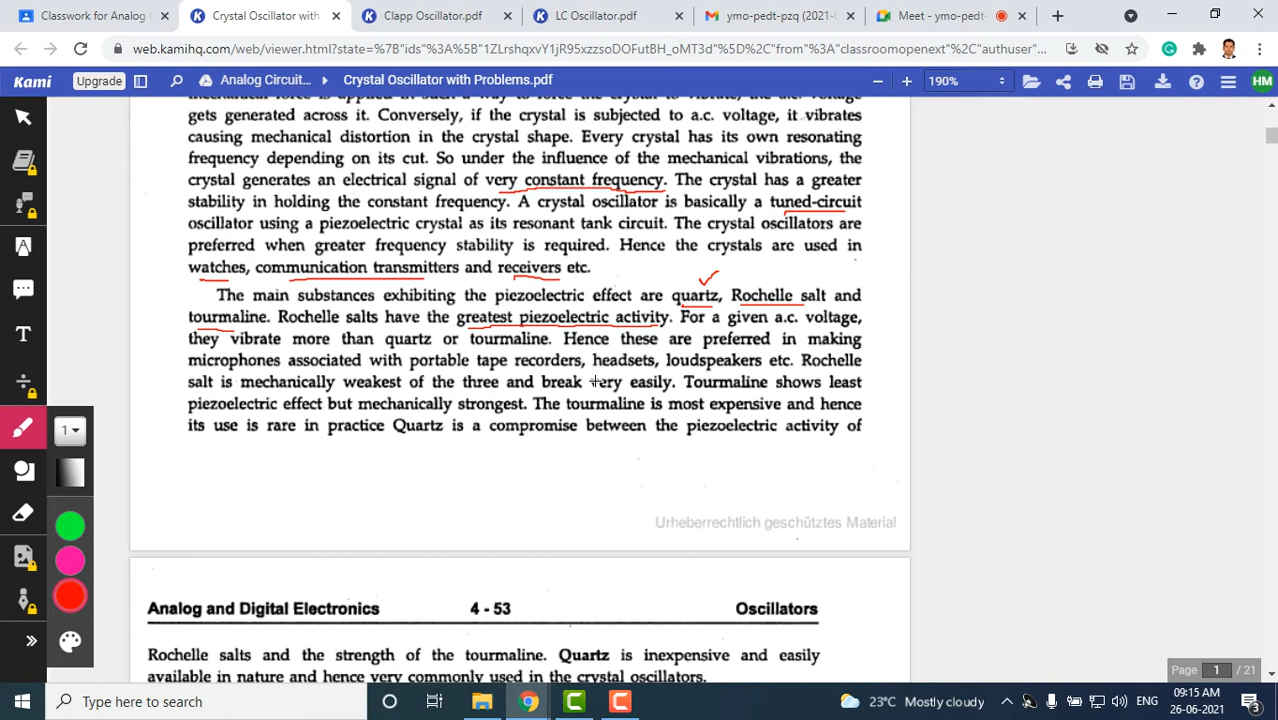 Classwork for Analog C
Crystal Oscillator with
Clapp Oscillator.pdf
LC Oscillator.pdf
ymo-pedt-pzq (2021-
Meet - ymo-pedt-
web.kamihq.com/web/viewer.html?state=%7B"ids"%3A%5B"1ZLrshqxvY1jR95xzzsoDOFutBH_oMT3d"%5D%2C"from"%3A"classroomopennext"%2C"authuser"...
Kami
Upgrade
Analog Circuit...
Crystal Oscillator with Problems.pdf
190%
HM
gets generated across it. Conversely, if the crystal is subjected to a.c. voltage, it vibrates
causing mechanical distortion in the crystal shape. Every crystal has its own resonating
frequency depending on its cut. So under the influence of the mechanical vibrations, the
crystal generates an electrical signal of very constant frequency. The crystal has a greater
stability in holding the constant frequency. A crystal oscillator is basically a tuned-circuit
oscillator using a piezoelectric crystal as its resonant tank circuit. The crystal oscillators are
preferred when greater frequency stability is required. Hence the crystals are used in
watches, communication transmitters and receivers etc.
The main substances exhibiting the piezoelectric effect are quartz, Rochelle salt and
tourmaline. Rochelle salts have the greatest piezoelectric activity. For a given a.c. voltage,
they vibrate more than quartz or tourmaline. Hence these are preferred in making
microphones associated with portable tape recorders, headsets, loudspeakers etc. Rochelle
salt is mechanically weakest of the three and break very easily. Tourmaline shows least
piezoelectric effect but mechanically strongest. The tourmaline is most expensive and hence
its use is rare in practice Quartz is a compromise between the piezoelectric activity of
1
Urheberrechtlich geschütztes Material
Analog and Digital Electronics 4 - 53 Oscillators
Rochelle salts and the strength of the tourmaline. Quartz is inexpensive and easily
available in nature and hence very commonly used in the crystal oscillators.
Page 1 / 21
Type here to search
23°C Mostly cloudy
ENG
09:15 AM
26-06-2021
3